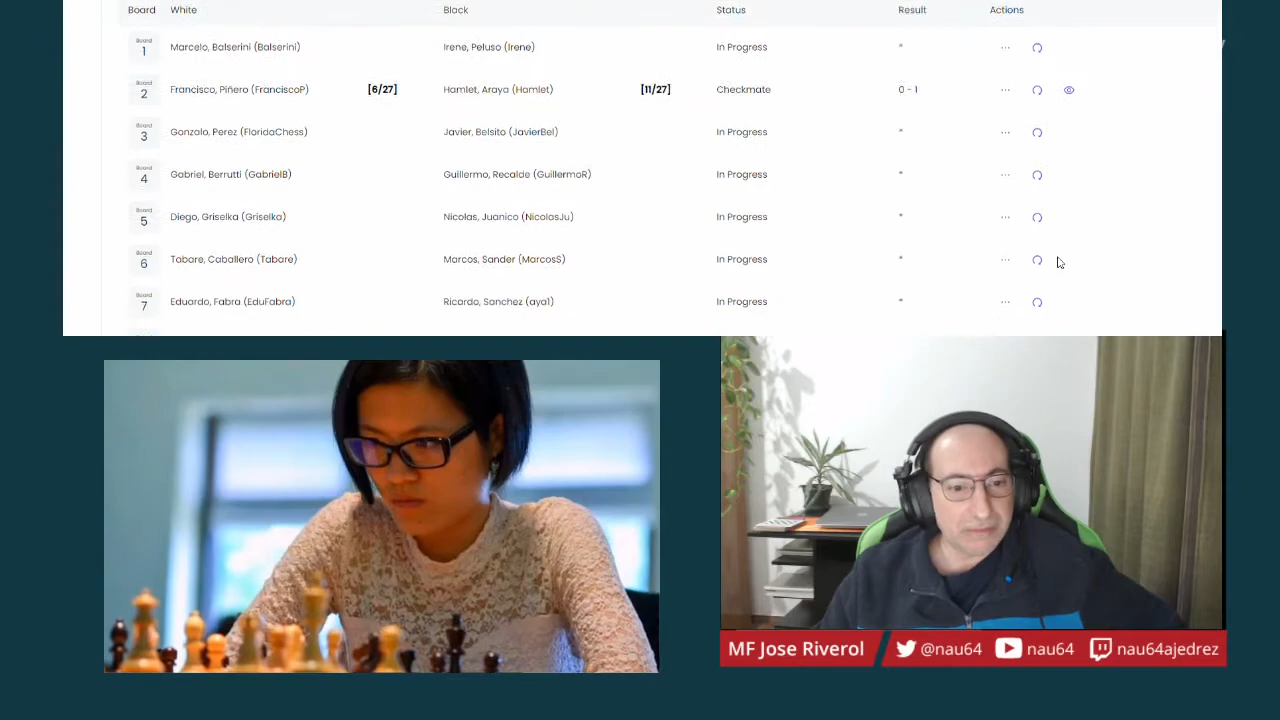 Board White Black Status Result Actions
Board 1 Marcelo, Balserini (Balserini) Irene, Peluso (Irene) In Progress * ...
Board 2 Francisco, Piñero (FranciscoP) [6/27] Hamlet, Araya (Hamlet) [11/27] Checkmate 0 - 1 ...
Board 3 Gonzalo, Perez (FloridaChess) Javier, Belsito (JavierBel) In Progress * ...
Board 4 Gabriel, Berrutti (GabrielB) Guillermo, Recalde (GuillermoR) In Progress * ...
Board 5 Diego, Griselka (Griselka) Nicolas, Juanico (NicolasJu) In Progress * ...
Board 6 Tabare, Caballero (Tabare) Marcos, Sander (MarcosS) In Progress * ...
Board 7 Eduardo, Fabra (EduFabra) Ricardo, Sanchez (aya1) In Progress * ...
MF Jose Riverol @nau64 nau64 nau64ajedrez